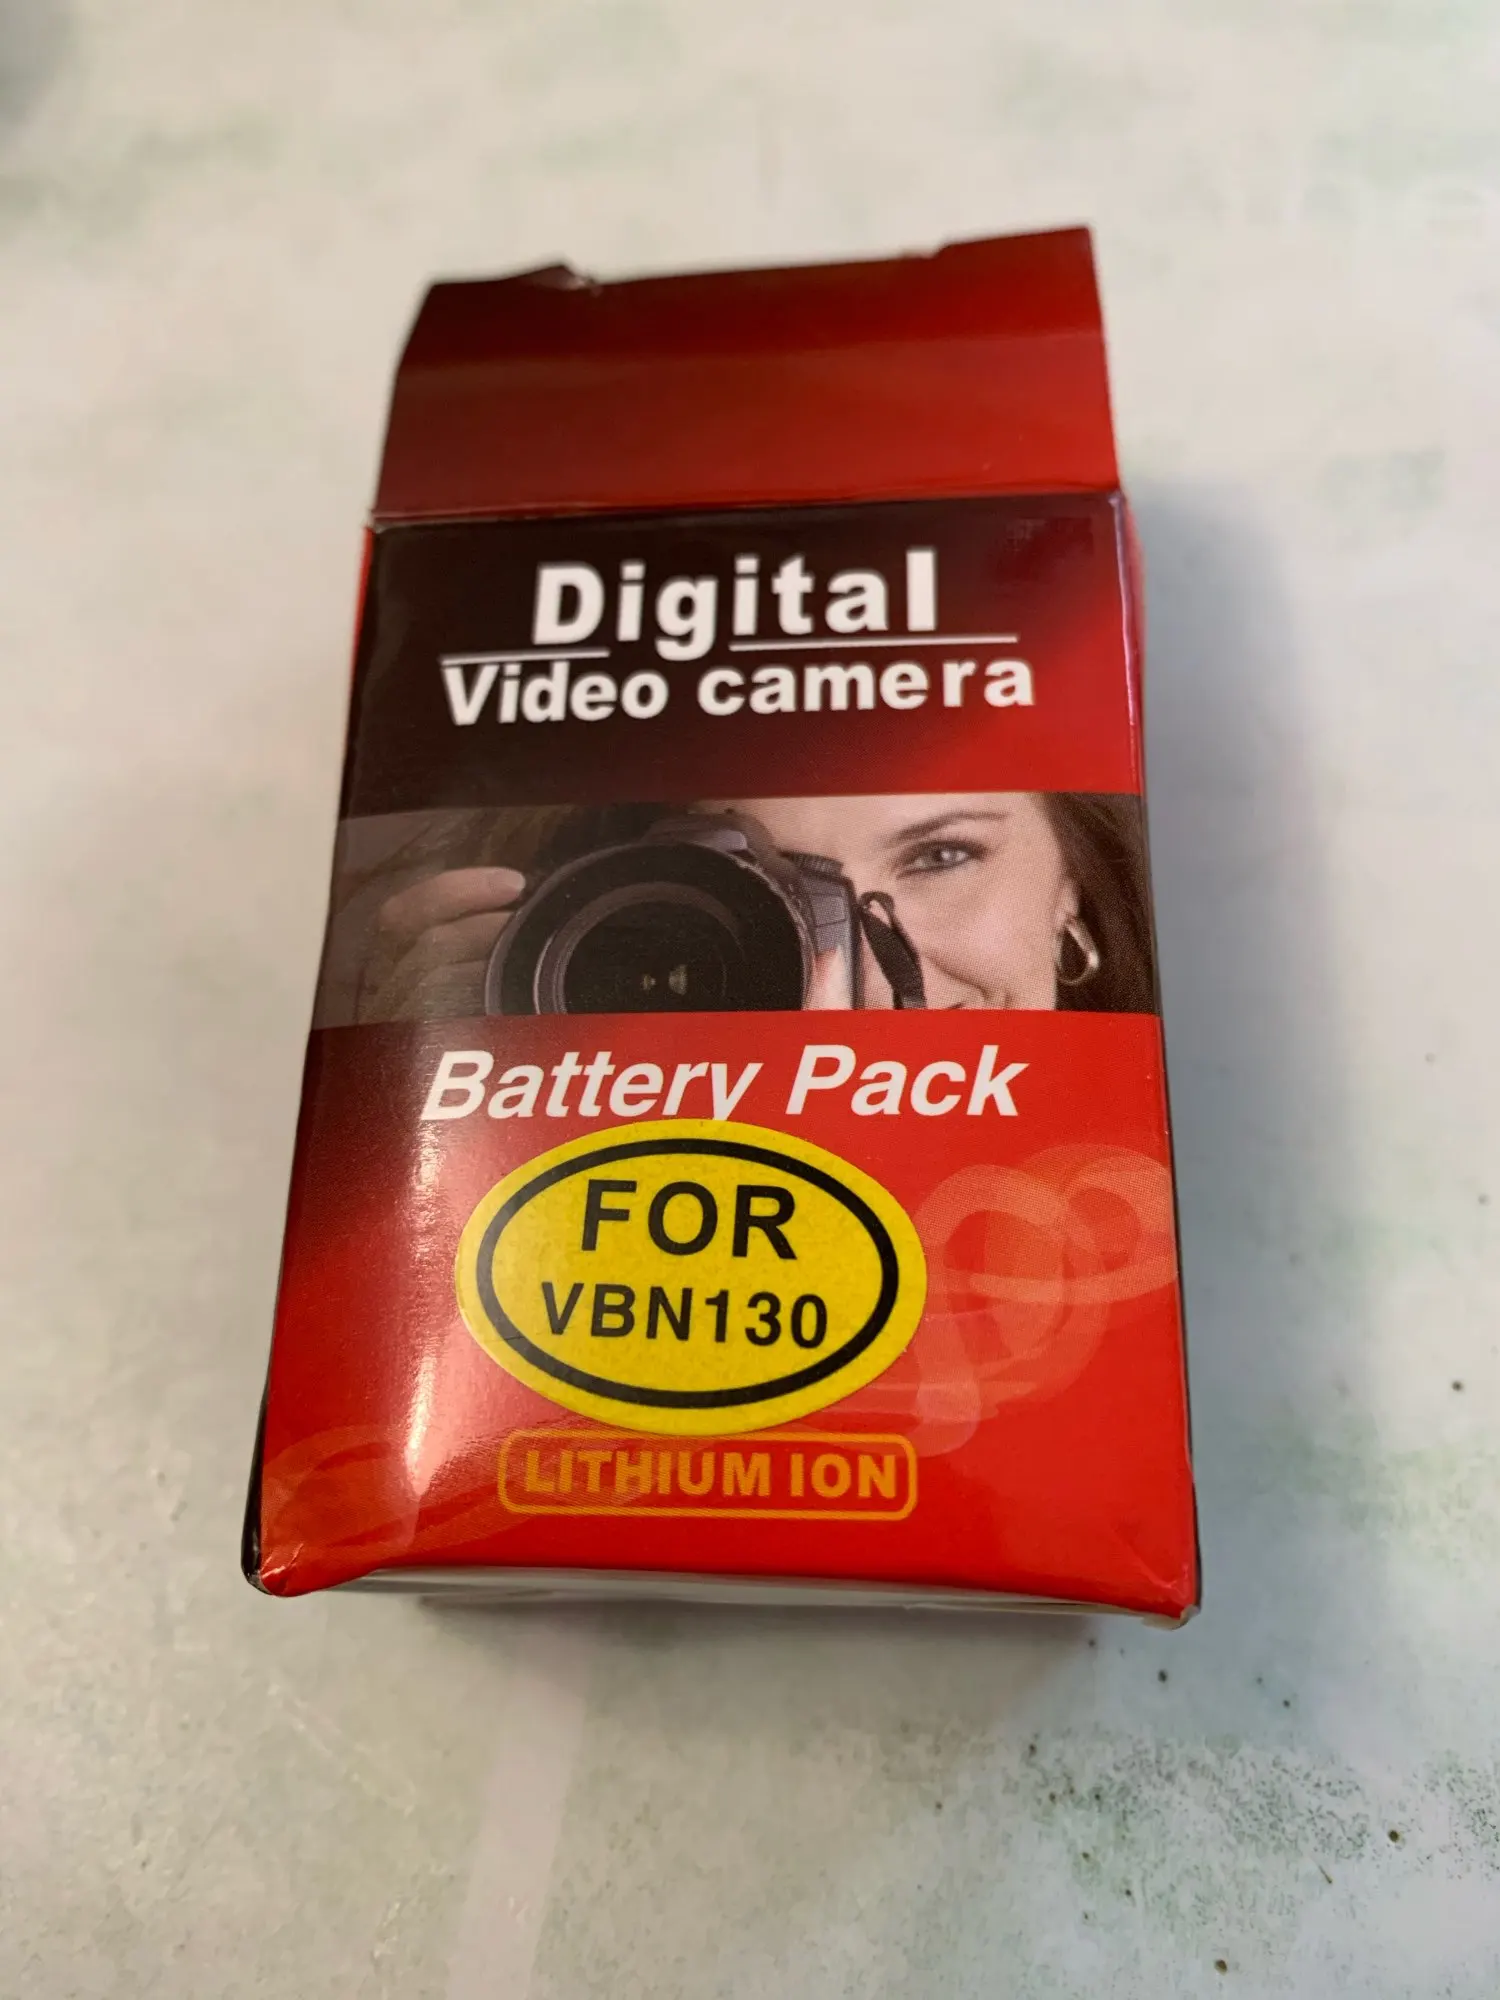 Digital
Video camera
Battery Pack
FOR
VBN130
LITHIUM ION